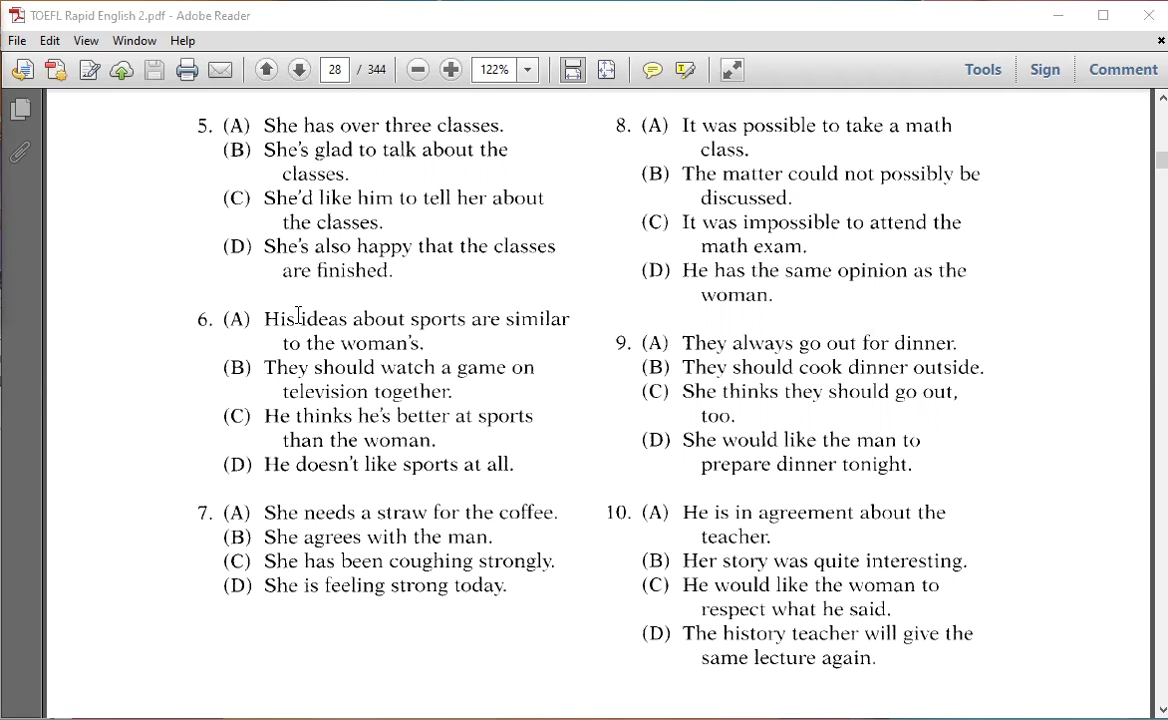 TOEFL Rapid English 2.pdf - Adobe Reader
File Edit View Window Help
28 / 344 122% Tools Sign Comment
5. (A) She has over three classes.
(B) She's glad to talk about the
classes.
(C) She'd like him to tell her about
the classes.
(D) She's also happy that the classes
are finished.
6. (A) His ideas about sports are similar
to the woman's.
(B) They should watch a game on
television together.
(C) He thinks he's better at sports
than the woman.
(D) He doesn't like sports at all.
7. (A) She needs a straw for the coffee.
(B) She agrees with the man.
(C) She has been coughing strongly.
(D) She is feeling strong today.
8. (A) It was possible to take a math
class.
(B) The matter could not possibly be
discussed.
(C) It was impossible to attend the
math exam.
(D) He has the same opinion as the
woman.
9. (A) They always go out for dinner.
(B) They should cook dinner outside.
(C) She thinks they should go out,
too.
(D) She would like the man to
prepare dinner tonight.
10. (A) He is in agreement about the
teacher.
(B) Her story was quite interesting.
(C) He would like the woman to
respect what he said.
(D) The history teacher will give the
same lecture again.